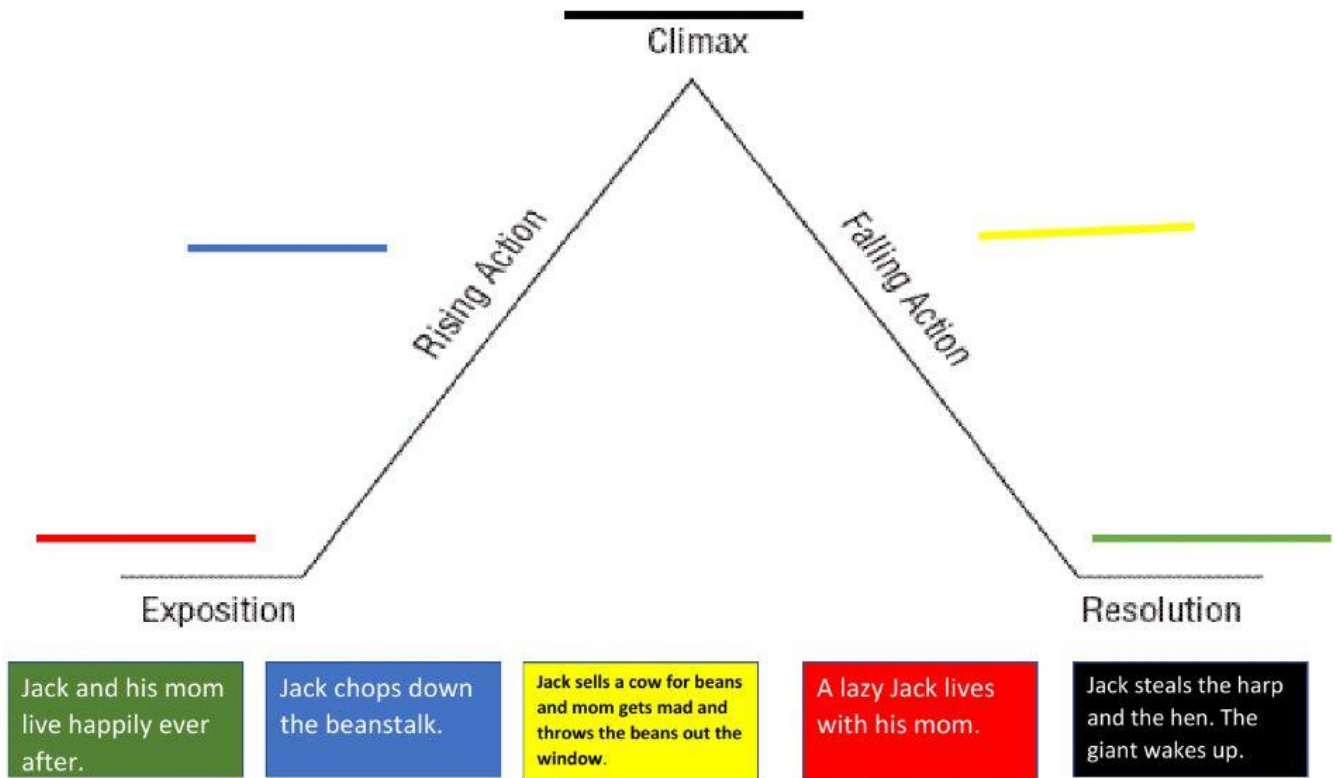 Climax
Rising Action
Falling Action
Exposition
Resolution
Jack and his mom
live happily ever
after.
Jack chops down
the beanstalk.
Jack sells a cow for beans
and mom gets mad and
throws the beans out the
window.
A lazy Jack lives
with his mom.
Jack steals the harp
and the hen. The
giant wakes up.